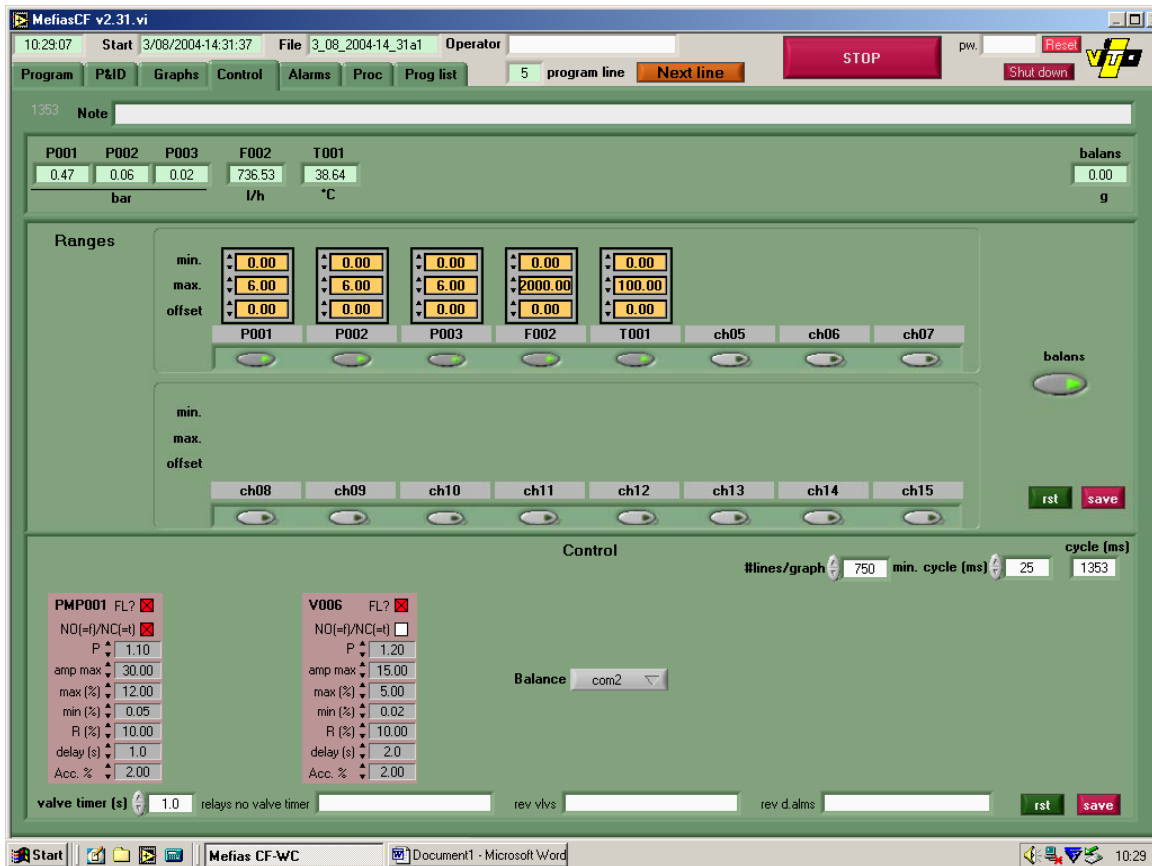 MefiasCF v2.31.vi
10:29:07 Start 3/08/2004-14:31:37 File 3_08_2004-14_31a1 Operator STOP pw. Reset vito
Program P&ID Graphs Control Alarms Proc Prog list 5 program line Next line Shut down
1353 Note
P001 P002 P003 F002 T001 balans
0.47 0.06 0.02 736.53 38.64 0.00
bar l/h °C g
Ranges
min. 0.00 0.00 0.00 0.00 0.00
max. 6.00 6.00 6.00 2000.00 100.00
offset 0.00 0.00 0.00 0.00 0.00
P001 P002 P003 F002 T001 ch05 ch06 ch07
balans
min.
max.
offset
ch08 ch09 ch10 ch11 ch12 ch13 ch14 ch15
rst save
Control
#lines/graph 750 min. cycle (ms) 25 cycle (ms) 1353
PMP001 FL? V006 FL?
NO(=f)/NC(=t) NO(=f)/NC(=t)
P 1.10 P 1.20
amp max 30.00 amp max 15.00
Balance com2
max (%) 12.00 max (%) 5.00
min (%) 0.05 min (%) 0.02
R (%) 10.00 R (%) 10.00
delay (s) 1.0 delay (s) 2.0
Acc. % 2.00 Acc. % 2.00
valve timer (s) 1.0 relays no valve timer rev vlvs rev d.alms rst save
Start Mefias CF-WC Document1 - Microsoft Word 10:29